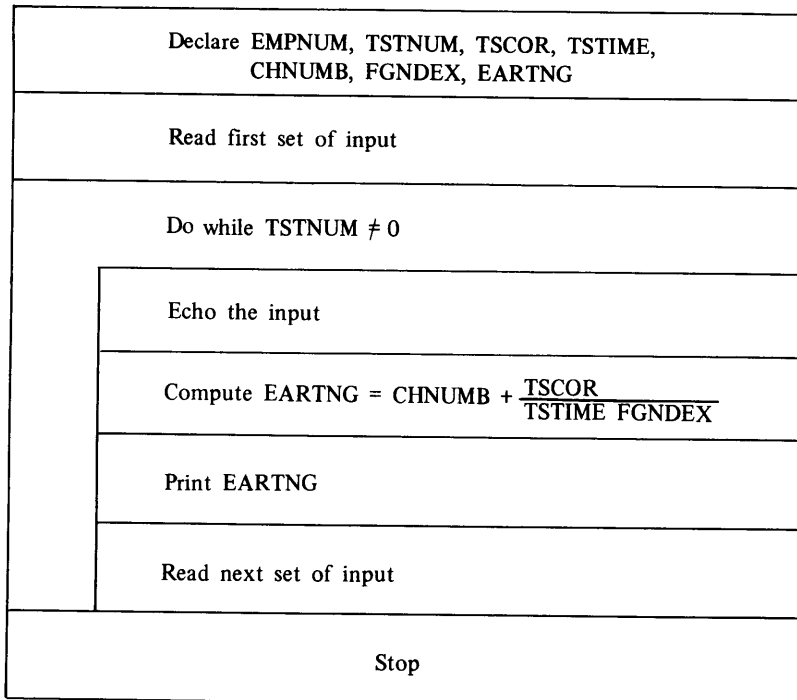 Declare EMPNUM, TSTNUM, TSCOR, TSTIME,
CHNUMB, FGNDEX, EARTNG
Read first set of input
Do while TSTNUM ≠ 0
Echo the input
Compute EARTNG = CHNUMB + TSCOR
TSTIME FGNDEX
Print EARTNG
Read next set of input
Stop